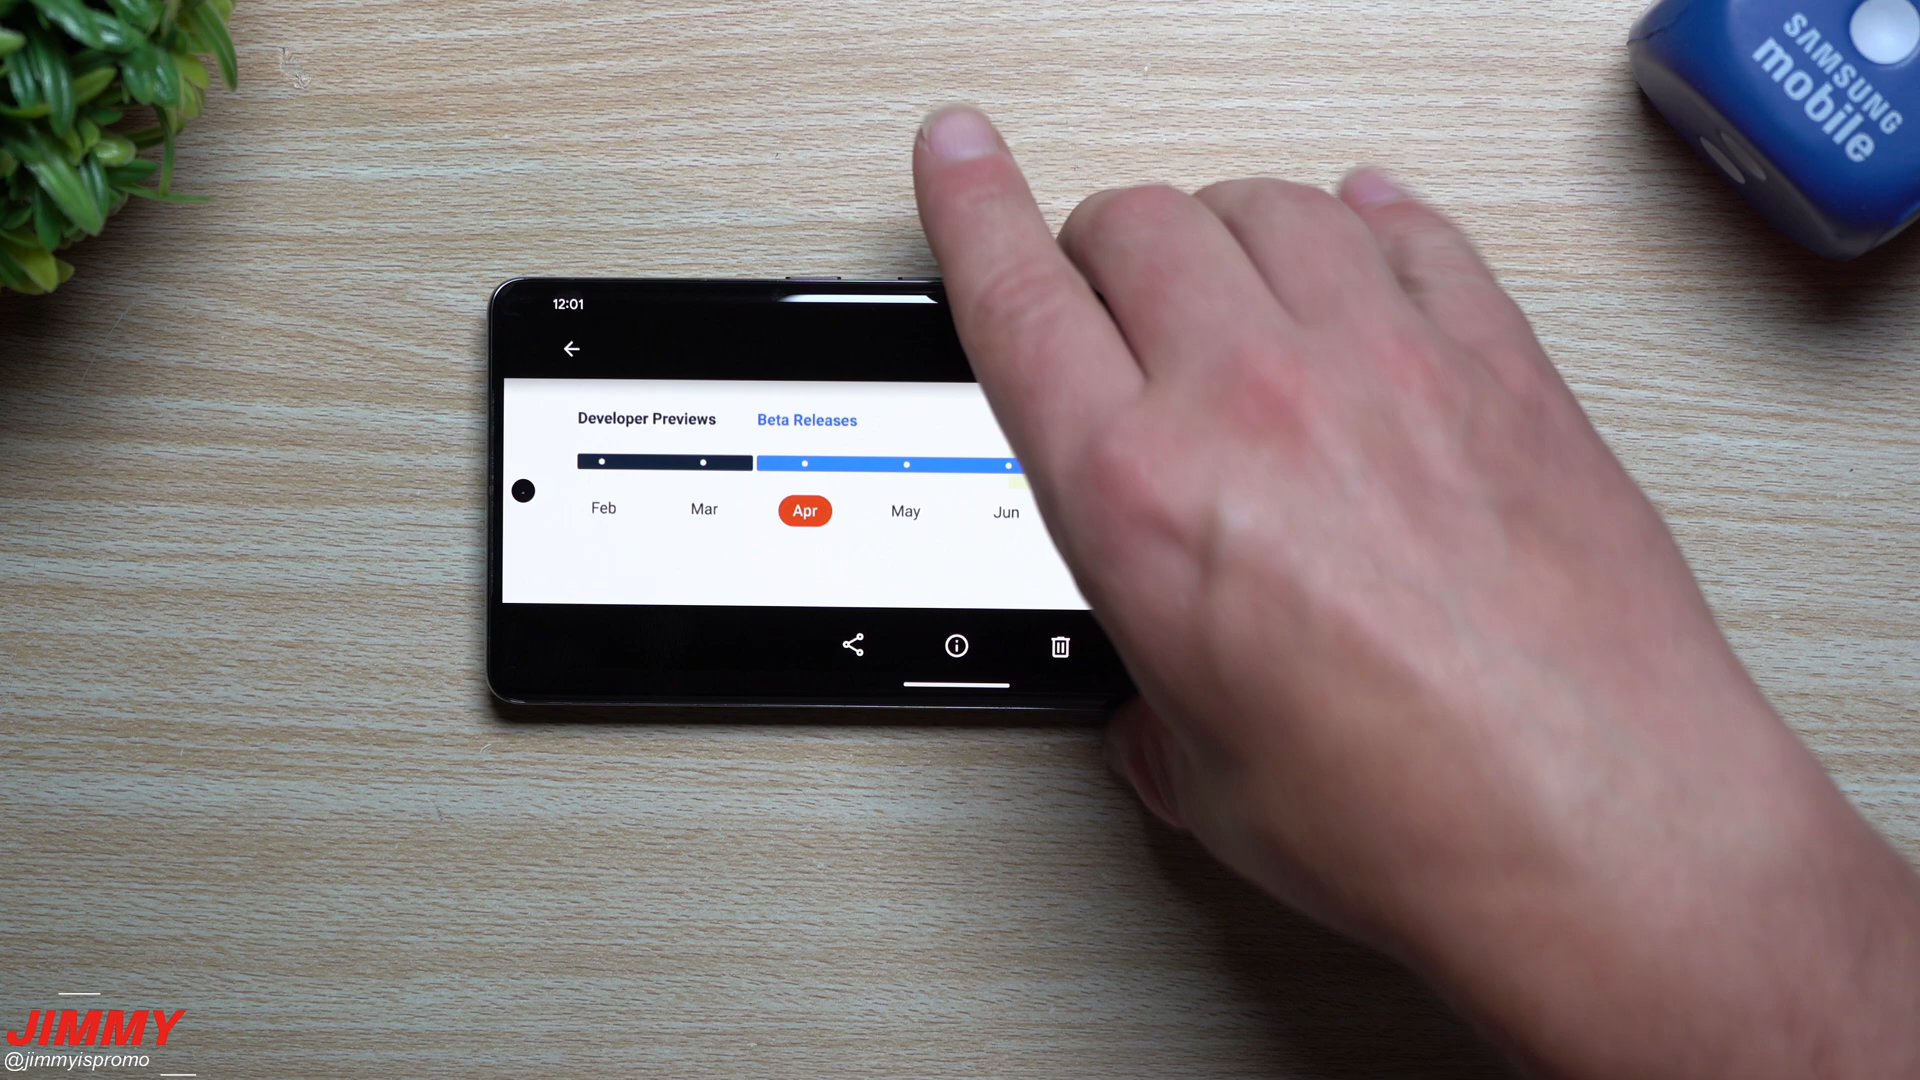 SAMSUNG
mobile
12:01
Developer Previews Beta Releases
Feb Mar Apr May Jun
JIMMY
@jimmyispromo